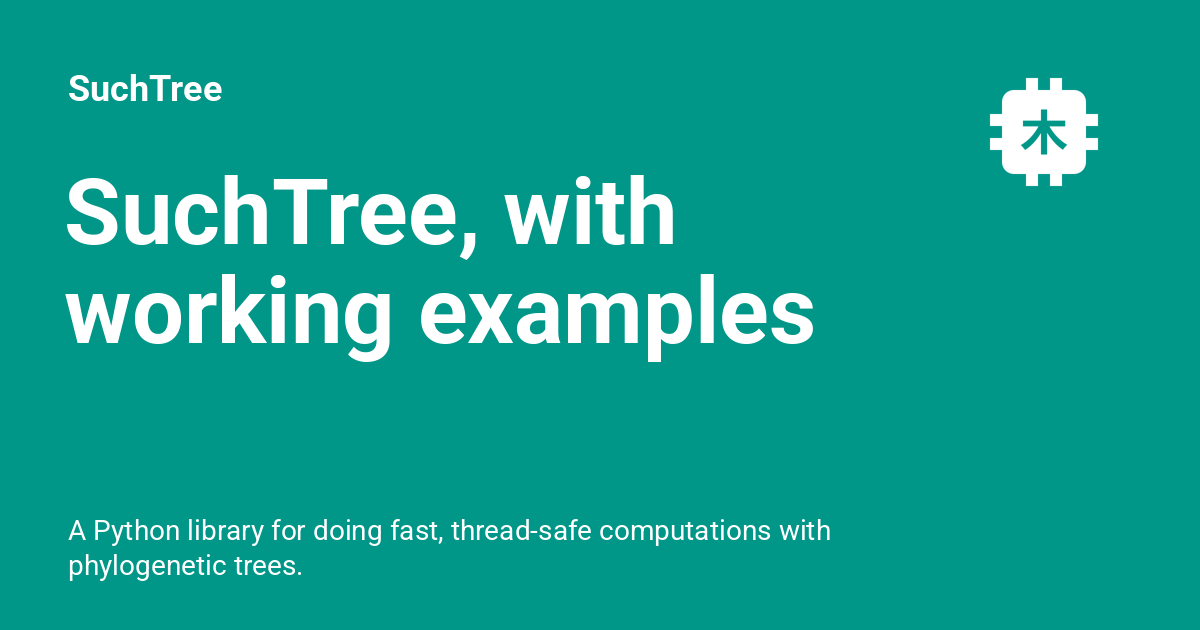 SuchTree
木
SuchTree, with
working examples
A Python library for doing fast, thread-safe computations with
phylogenetic trees.